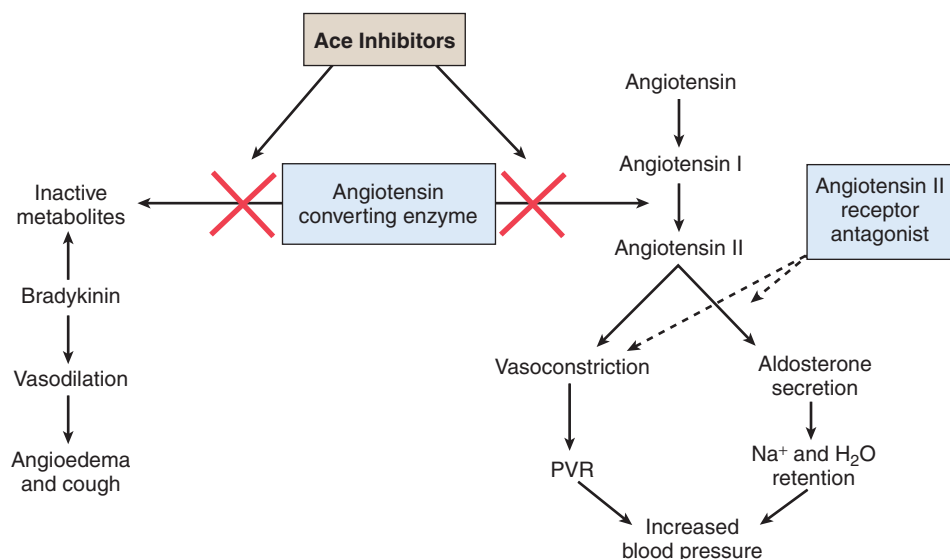 Ace Inhibitors
Angiotensin
Angiotensin I
Angiotensin
converting enzyme
Inactive
metabolites
Angiotensin II
receptor
antagonist
Angiotensin II
Bradykinin
Vasodilation
Vasoconstriction
Aldosterone
secretion
Angioedema
and cough
PVR
Na⁺ and H₂O
retention
Increased
blood pressure